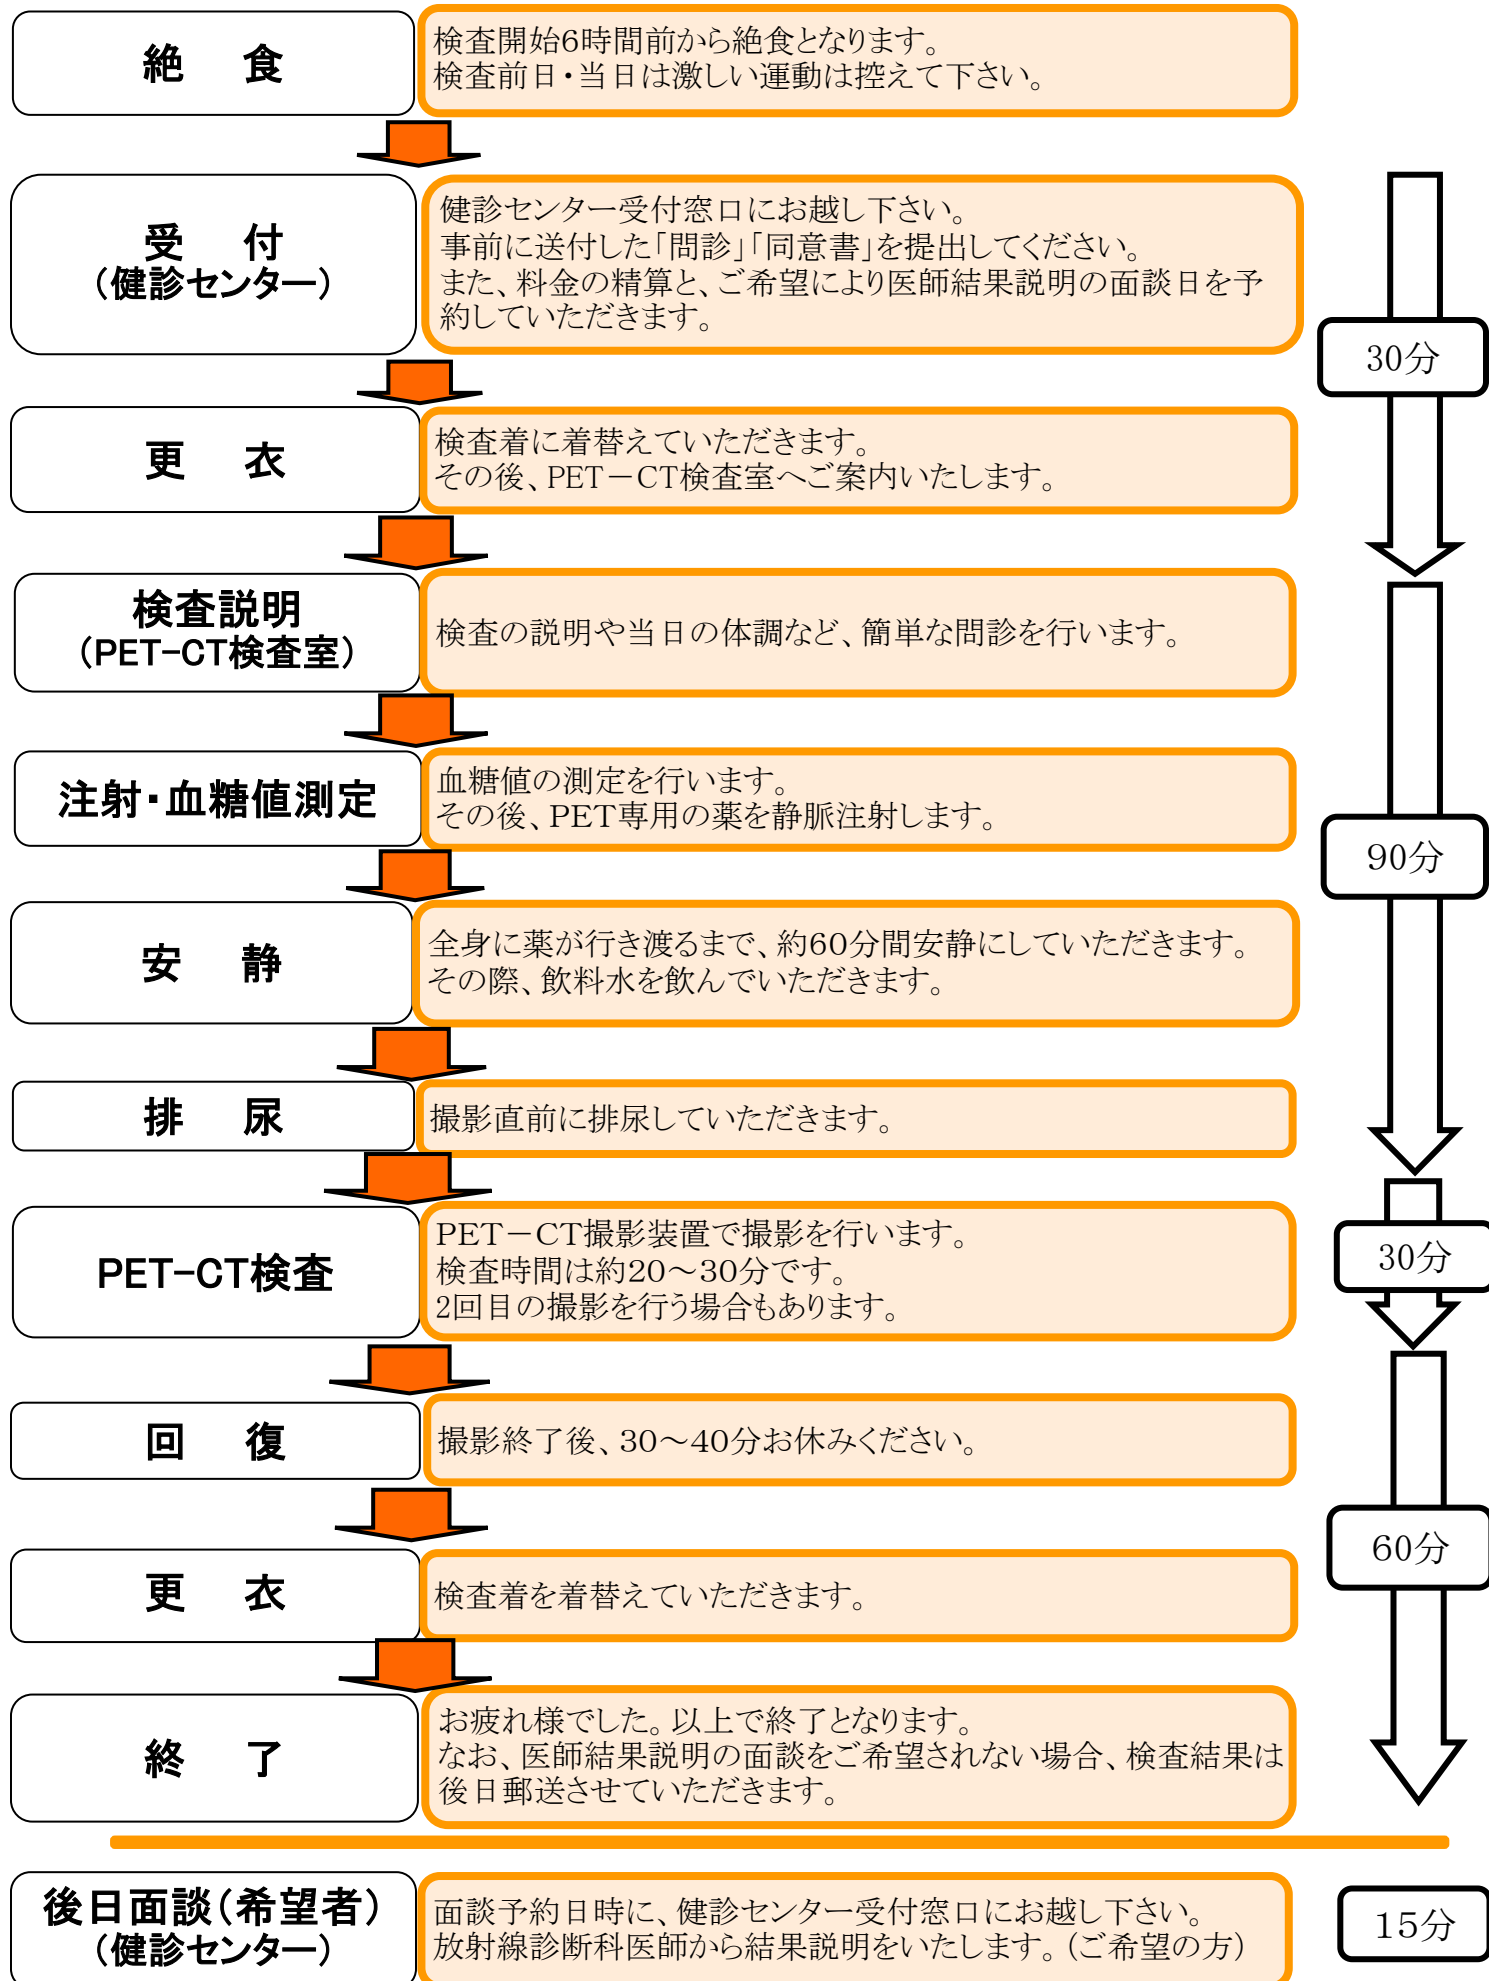 絶　食
検査開始6時間前から絶食となります。
検査前日・当日は激しい運動は控えて下さい。
受　付
（健診センター）
健診センター受付窓口にお越し下さい。
事前に送付した「問診」「同意書」を提出してください。
また、料金の精算と、ご希望により医師結果説明の面談日を予
約していただきます。
30分
更　衣
検査着に着替えていただきます。
その後、PET－CT検査室へご案内いたします。
検査説明
（PET-CT検査室）
検査の説明や当日の体調など、簡単な問診を行います。
注射・血糖値測定
血糖値の測定を行います。
その後、PET専用の薬を静脈注射します。
90分
安　静
全身に薬が行き渡るまで、約60分間安静にしていただきます。
その際、飲料水を飲んでいただきます。
排　尿
撮影直前に排尿していただきます。
PET-CT検査
PET－CT撮影装置で撮影を行います。
検査時間は約20～30分です。
2回目の撮影を行う場合もあります。
30分
回　復
撮影終了後、30～40分お休みください。
60分
更　衣
検査着を着替えていただきます。
終　了
お疲れ様でした。以上で終了となります。
なお、医師結果説明の面談をご希望されない場合、検査結果は
後日郵送させていただきます。
後日面談（希望者）
（健診センター）
面談予約日時に、健診センター受付窓口にお越し下さい。
放射線診断科医師から結果説明をいたします。（ご希望の方）
15分